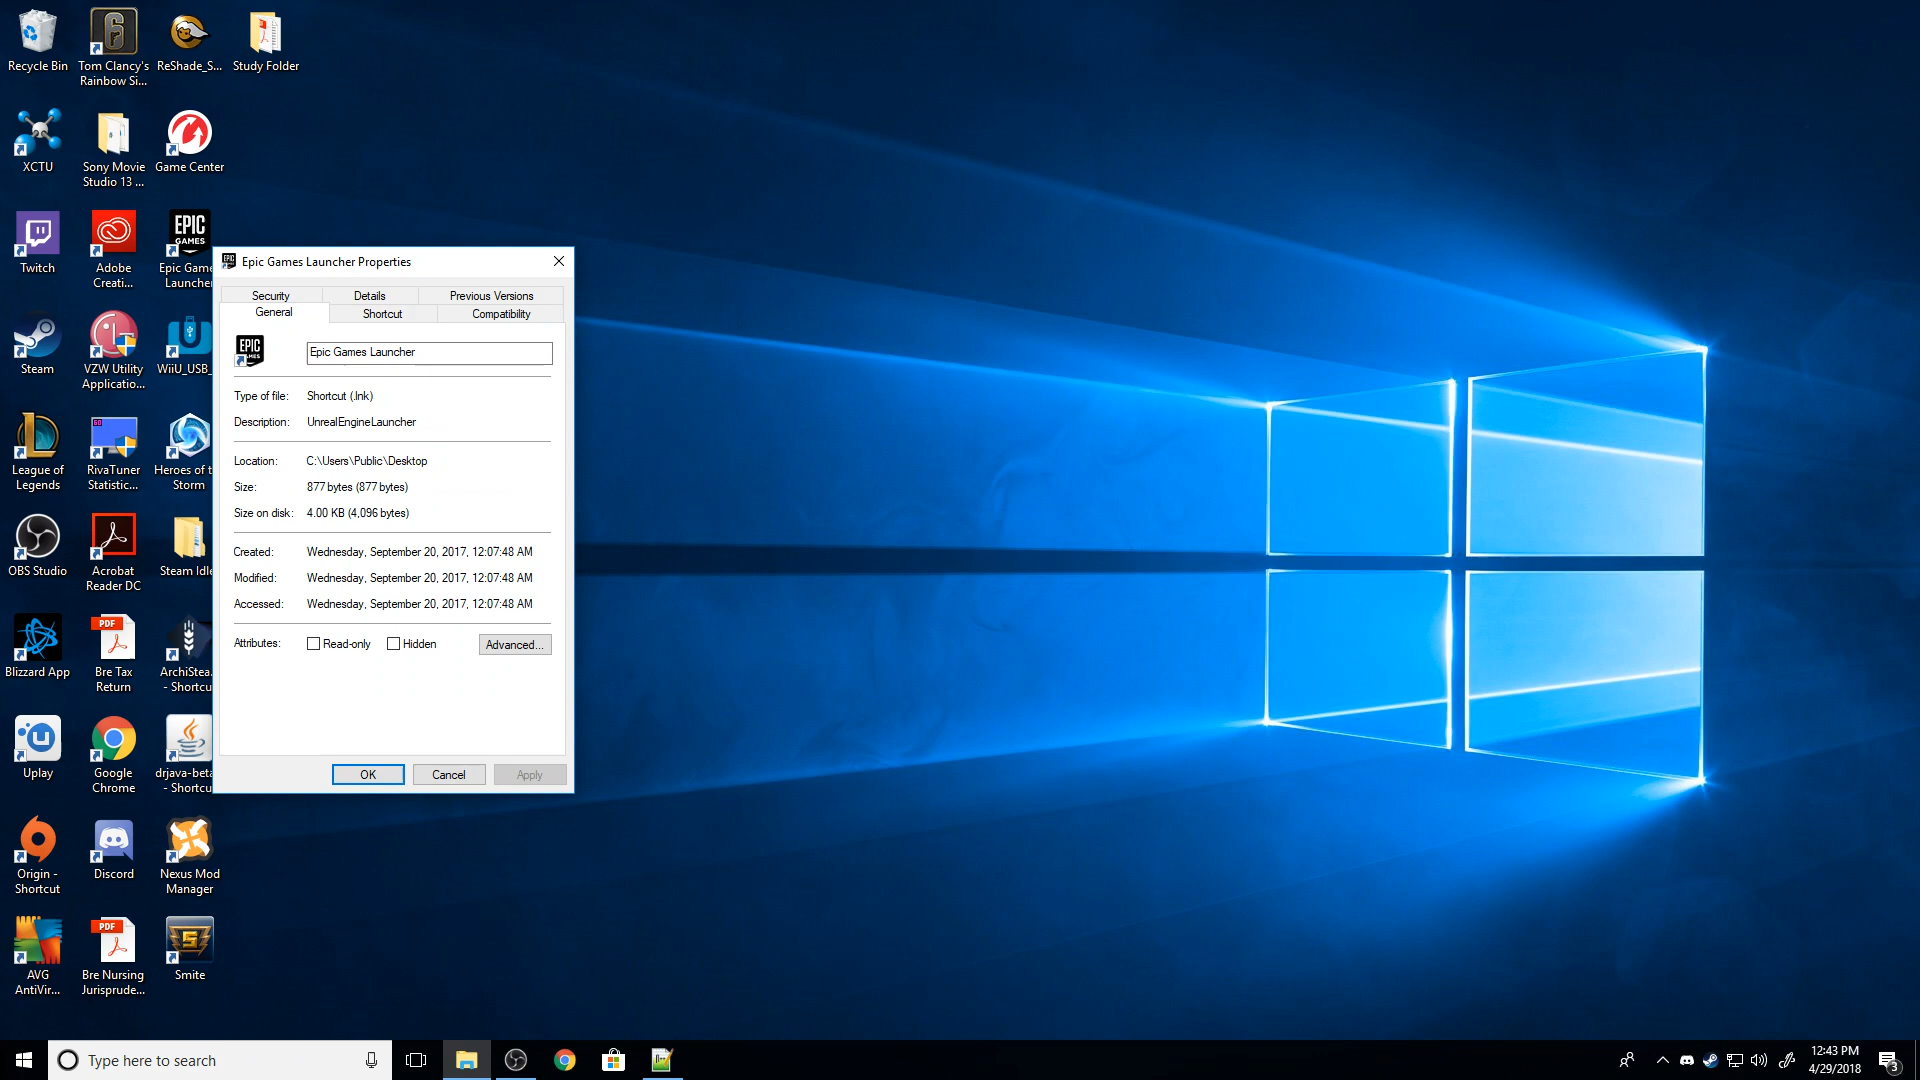 Recycle Bin
Tom Clancy's
Rainbow Si...
ReShade_S...
Study Folder
XCTU
Sony Movie
Studio 13 ...
Game Center
Twitch
Adobe
Creati...
EPIC
GAMES
Epic Game
Launcher
Steam
VZW Utility
Applicatio...
WiiU_USB_
League of
Legends
RivaTuner
Statistic...
Heroes of t
Storm
OBS Studio
Acrobat
Reader DC
Steam Idle
Blizzard App
PDF
Bre Tax
Return
ArchiStea.
- Shortcu
Uplay
Google
Chrome
drjava-beta
- Shortcu
Origin -
Shortcut
Discord
Nexus Mod
Manager
AVG
AntiVir...
PDF
Bre Nursing
Jurisprude...
Smite
Epic Games Launcher Properties
Security
Details
Previous Versions
General
Shortcut
Compatibility
EPIC
GAMES
Epic Games Launcher
Type of file: Shortcut (.lnk)
Description: UnrealEngineLauncher
Location: C:\Users\Public\Desktop
Size: 877 bytes (877 bytes)
Size on disk: 4.00 KB (4,096 bytes)
Created: Wednesday, September 20, 2017, 12:07:48 AM
Modified: Wednesday, September 20, 2017, 12:07:48 AM
Accessed: Wednesday, September 20, 2017, 12:07:48 AM
Attributes: Read-only Hidden Advanced...
OK Cancel Apply
Type here to search
12:43 PM
4/29/2018
3